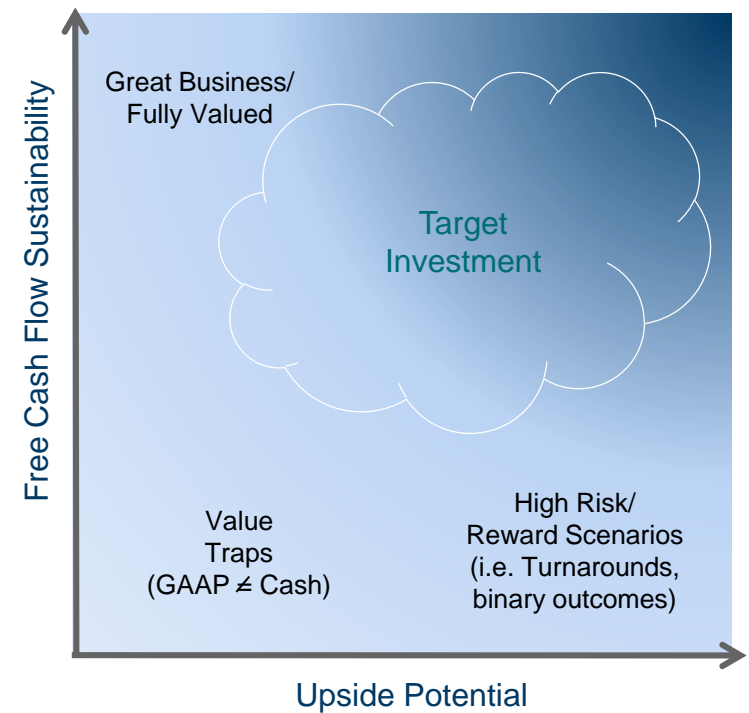 Free Cash Flow Sustainability
Great Business/
Fully Valued
Target
Investment
Value
Traps
(GAAP ≠ Cash)
High Risk/
Reward Scenarios
(i.e. Turnarounds,
binary outcomes)
Upside Potential